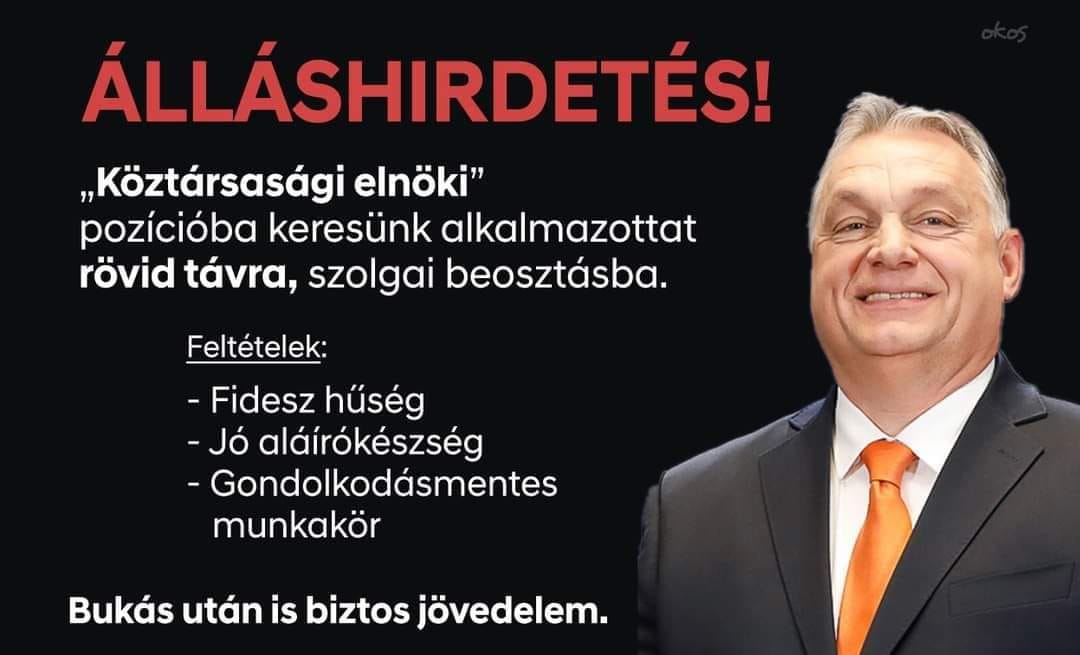 okos
ÁLLÁSHIRDETÉS!
„Köztársasági elnöki”
pozícióba keresünk alkalmazottat
rövid távra, szolgai beosztásba.
Feltételek:
- Fidesz hűség
- Jó aláírókészség
- Gondolkodásmentes
munkakör
Bukás után is biztos jövedelem.